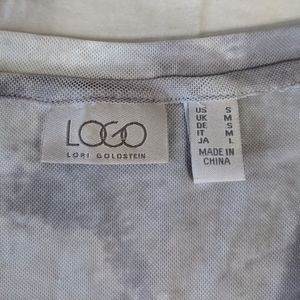 LOGO
LORI GOLDSTEIN
US S
UK M
DE S
IT M
JA L
MADE IN
CHINA